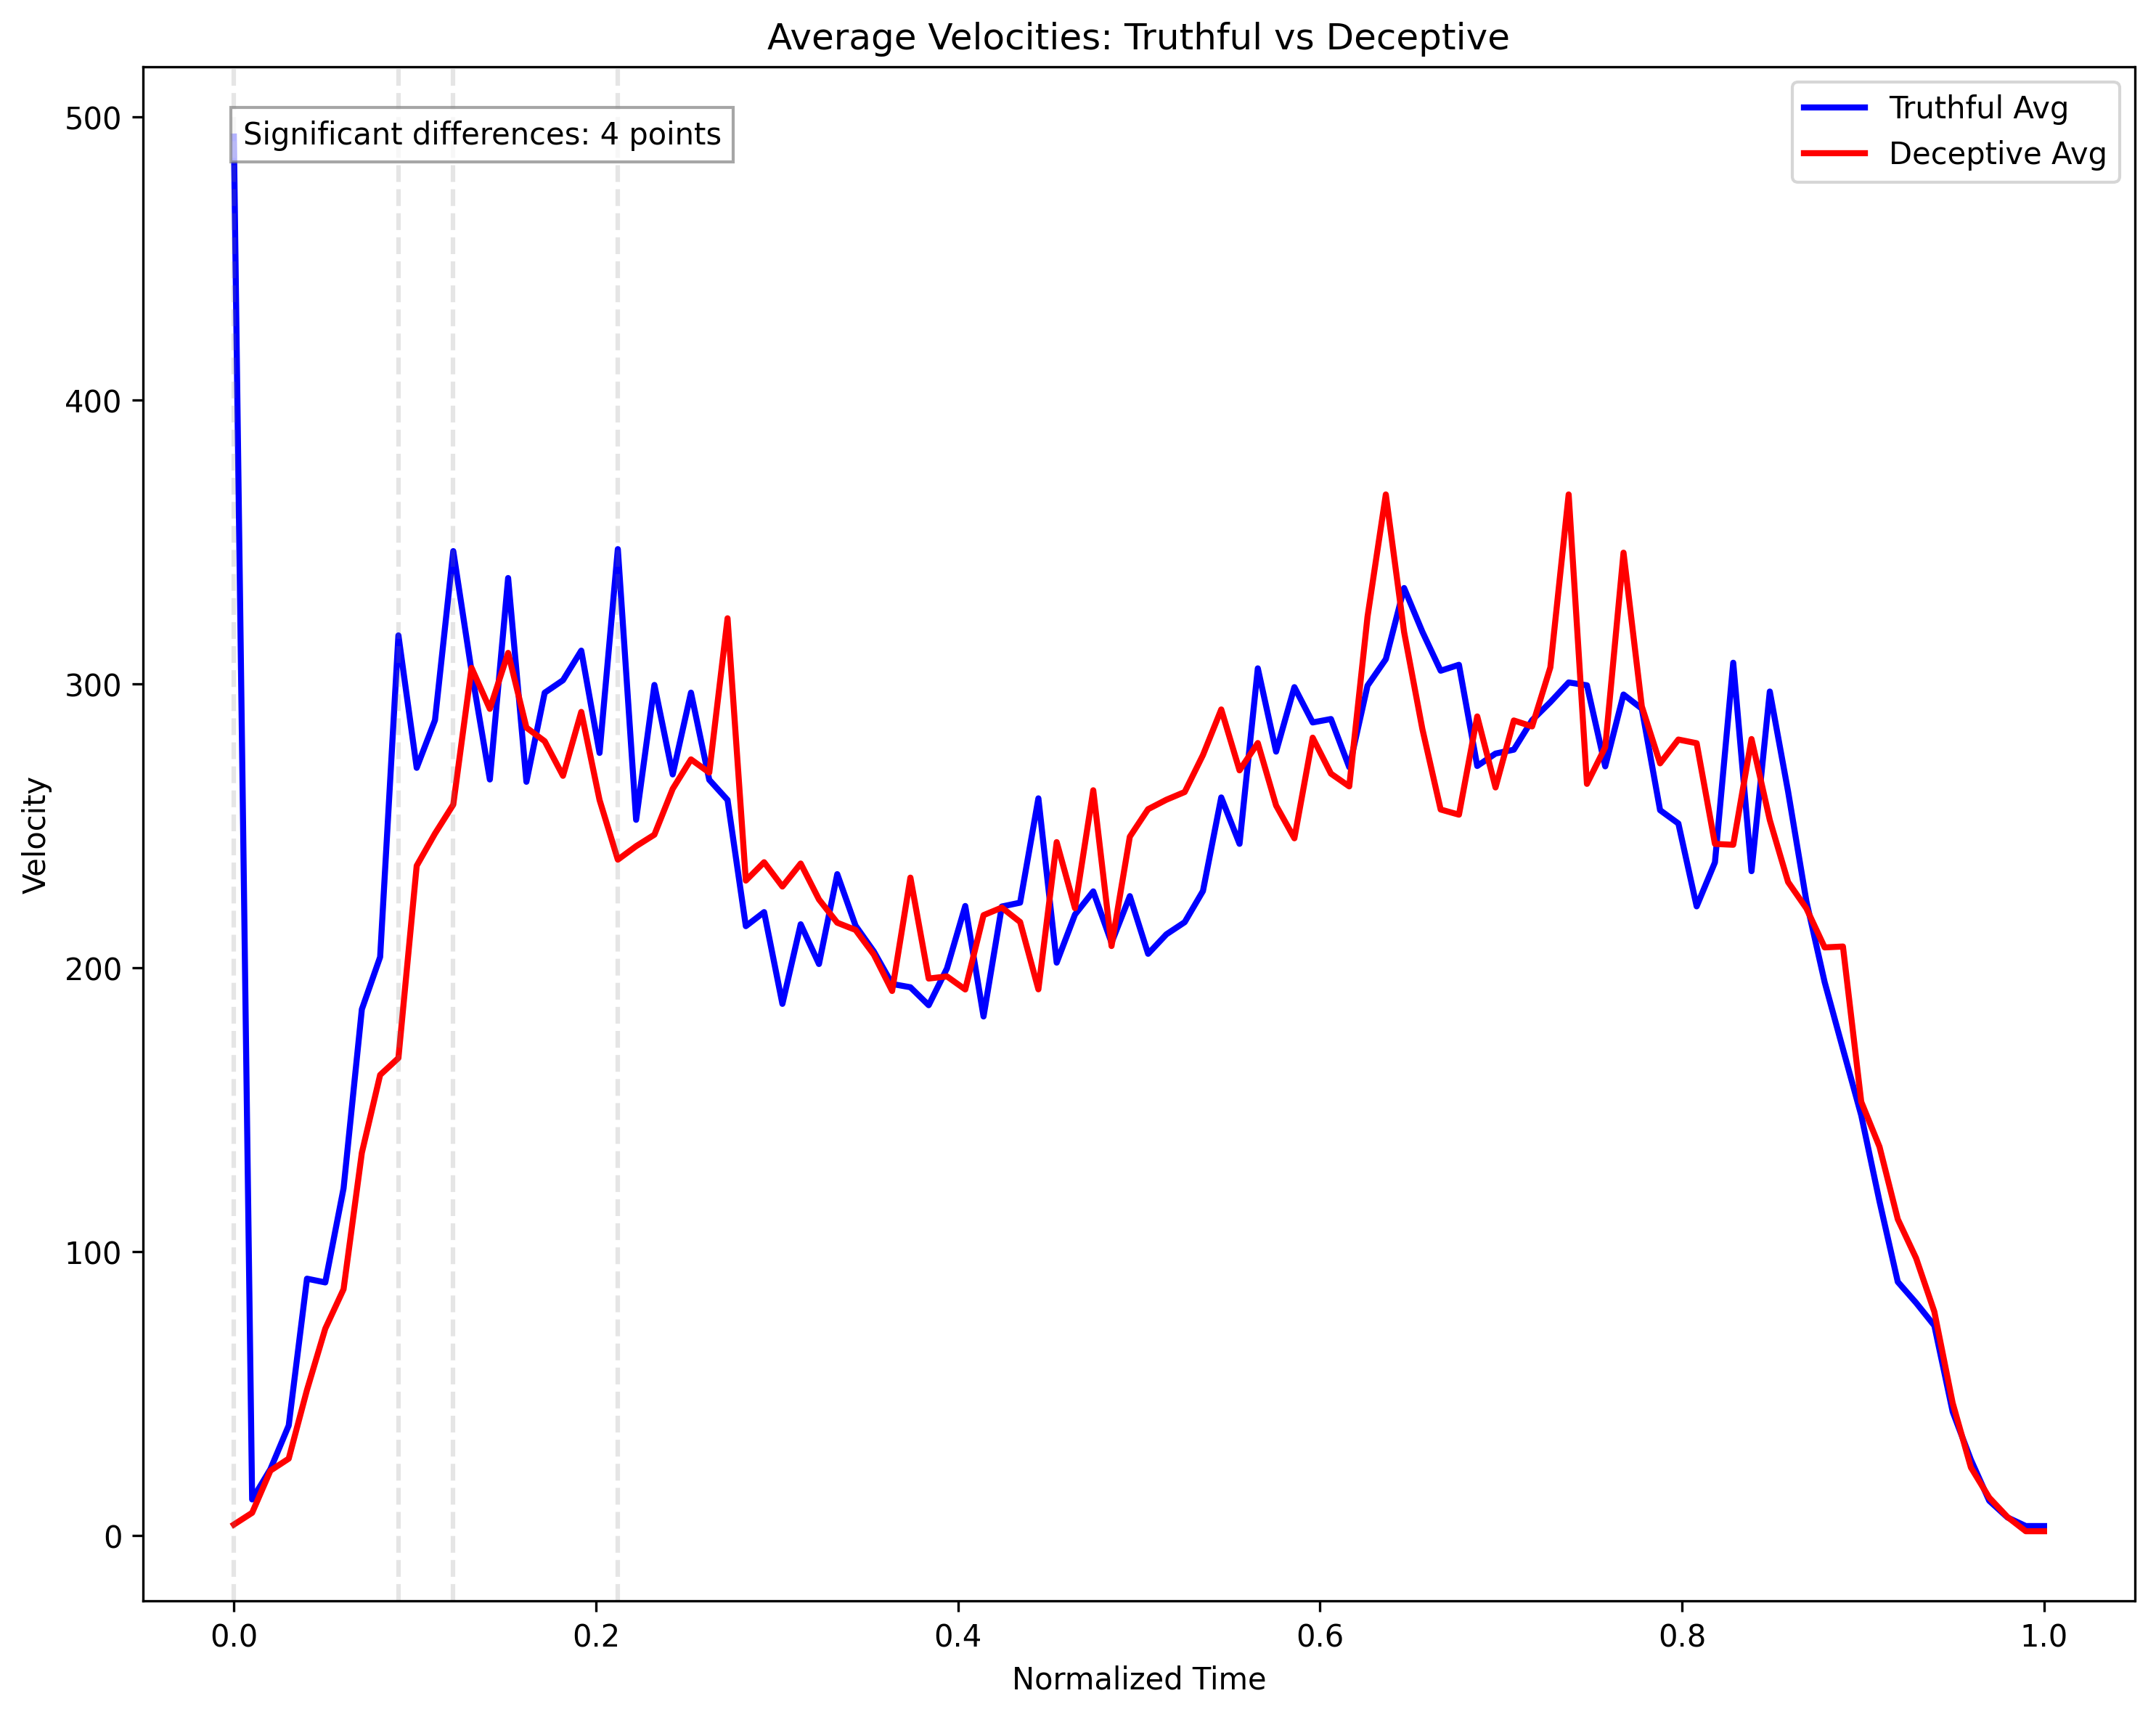 Average Velocities: Truthful vs Deceptive
Significant differences: 4 points
Truthful Avg
Deceptive Avg
Velocity
500
400
300
200
100
0
0.0 0.2 0.4 0.6 0.8 1.0
Normalized Time